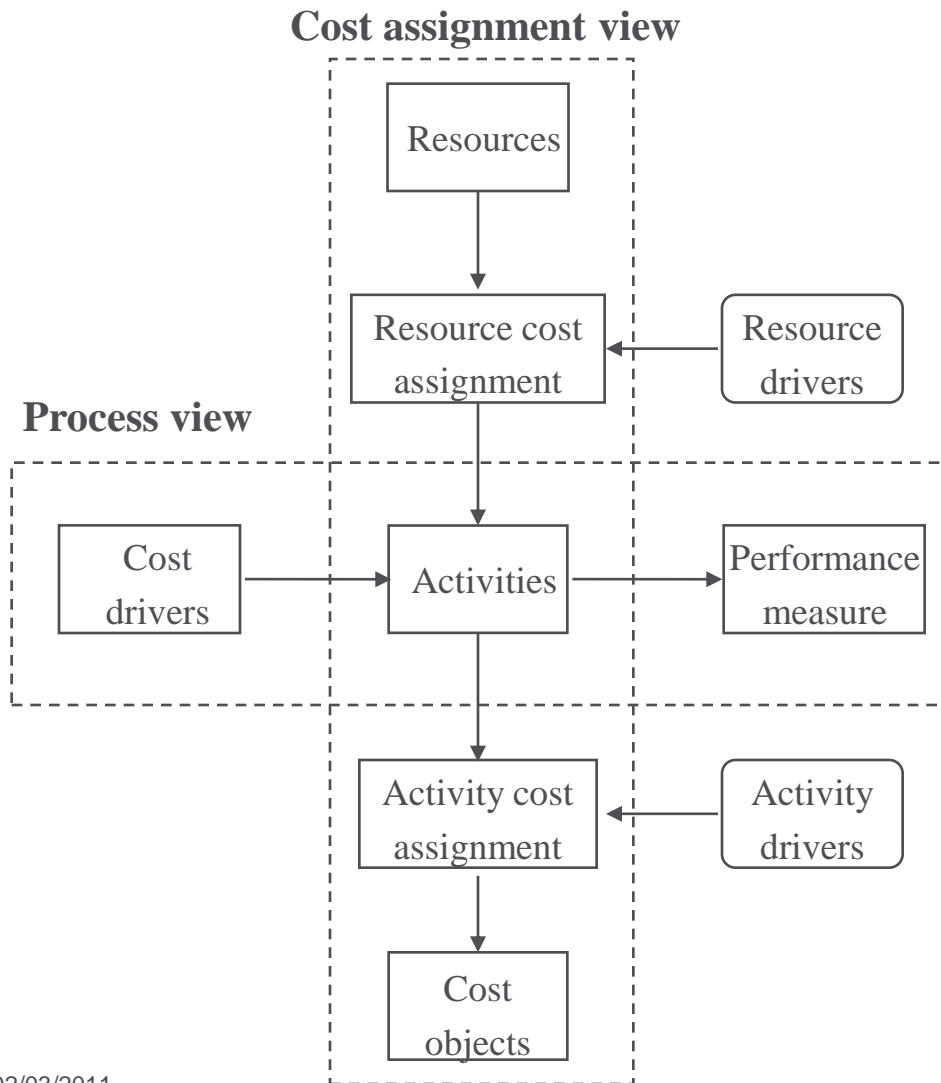 Cost assignment view
Resources
Resource cost
assignment
Resource
drivers
Process view
Cost
drivers
Activities
Performance
measure
Activity cost
assignment
Activity
drivers
Cost
objects